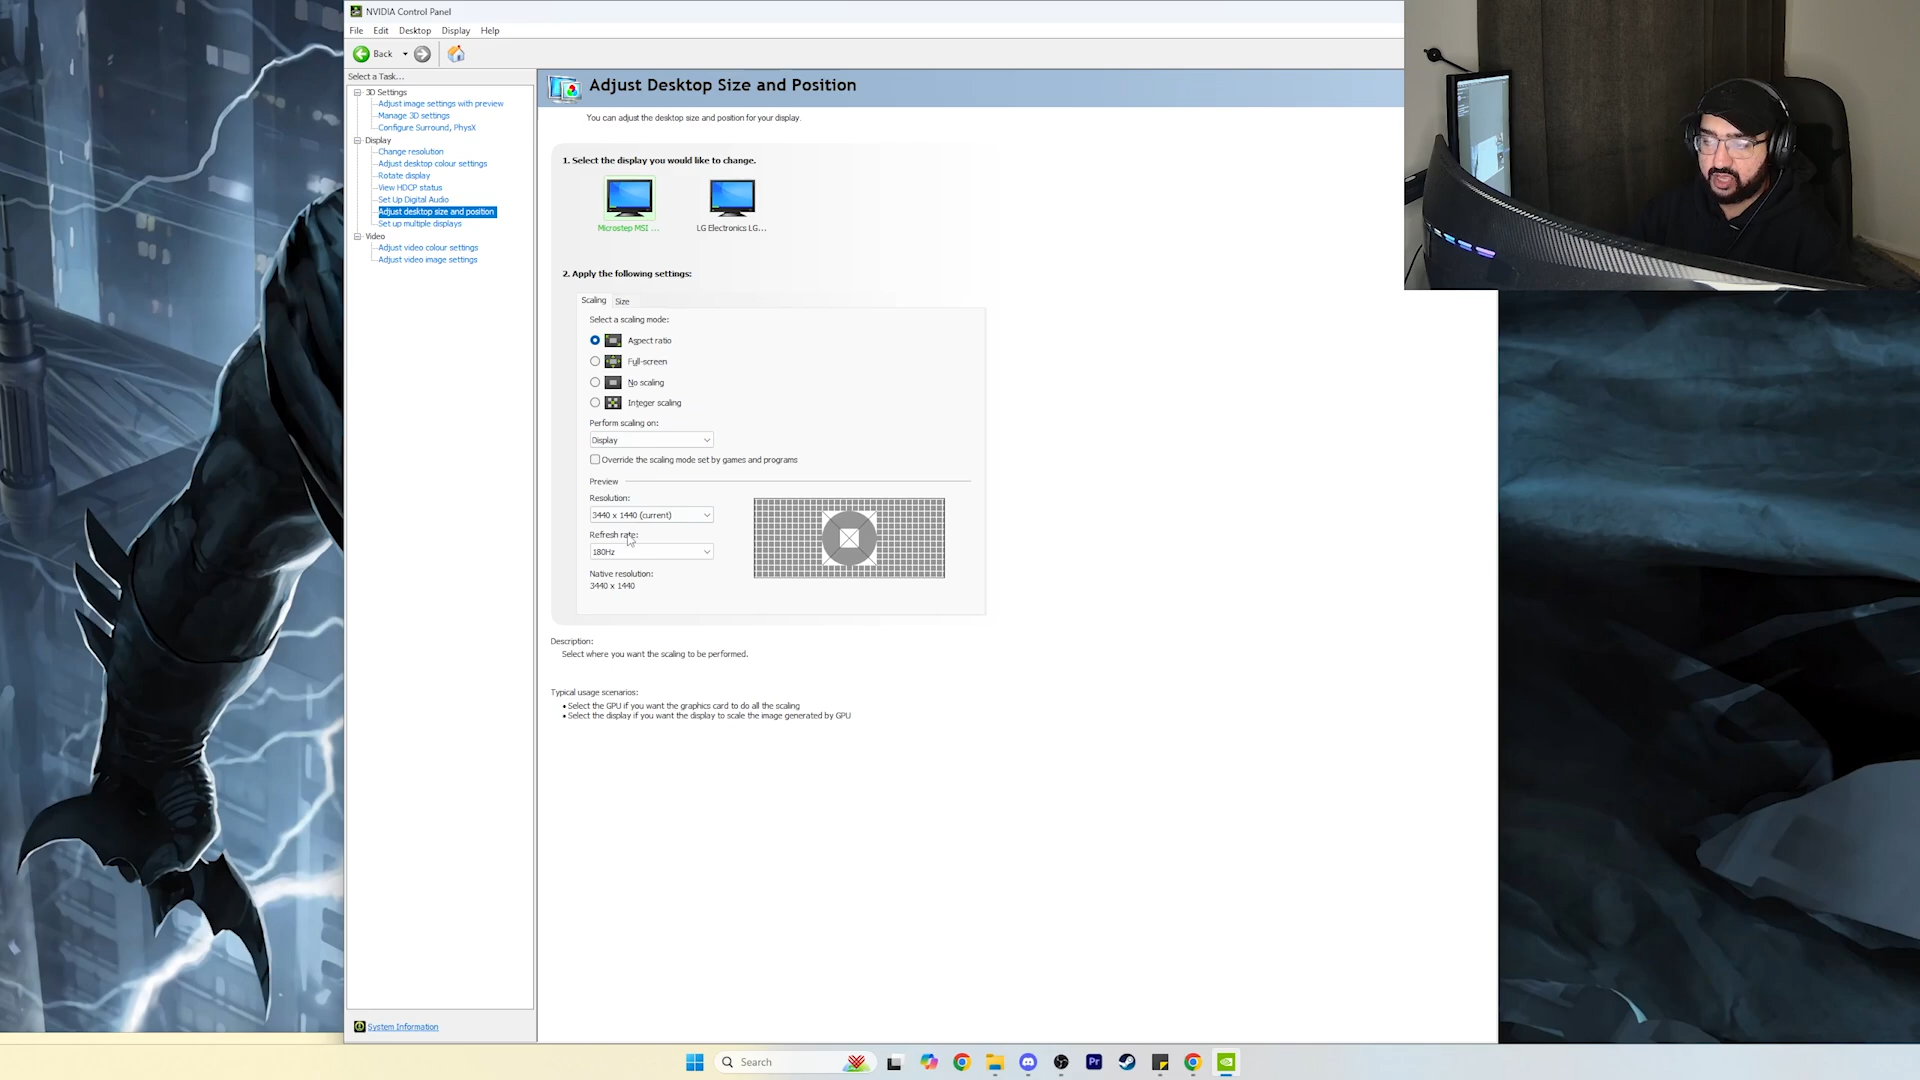 NVIDIA Control Panel
File Edit Desktop Display Help
Back
Select a Task...
3D Settings
Adjust image settings with preview
Manage 3D settings
Configure Surround, PhysX
Display
Change resolution
Adjust desktop colour settings
Rotate display
View HDCP status
Set Up Digital Audio
Adjust desktop size and position
Set up multiple displays
Video
Adjust video colour settings
Adjust video image settings
System Information
Adjust Desktop Size and Position
You can adjust the desktop size and position for your display.
1. Select the display you would like to change.
Microstep MSI ...
LG Electronics LG...
2. Apply the following settings:
Scaling Size
Select a scaling mode:
Aspect ratio
Full-screen
No scaling
Integer scaling
Perform scaling on:
Display
Override the scaling mode set by games and programs
Preview
Resolution:
3440 x 1440 (current)
Refresh rate:
180Hz
Native resolution:
3440 x 1440
Description:
Select where you want the scaling to be performed.
Typical usage scenarios:
• Select the GPU if you want the graphics card to do all the scaling
• Select the display if you want the display to scale the image generated by GPU
Search
Pr